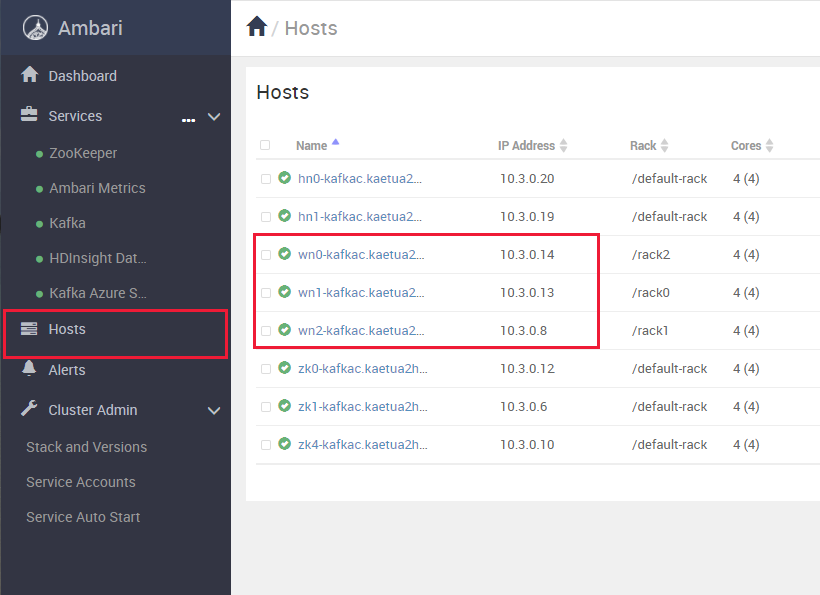 Ambari
Dashboard
Services ...
ZooKeeper
Ambari Metrics
Kafka
HDInsight Dat...
Kafka Azure S...
Hosts
Alerts
Cluster Admin
Stack and Versions
Service Accounts
Service Auto Start
/ Hosts
Hosts
Name IP Address Rack Cores
hn0-kafkac.kaetua2... 10.3.0.20 /default-rack 4 (4)
hn1-kafkac.kaetua2... 10.3.0.19 /default-rack 4 (4)
wn0-kafkac.kaetua2... 10.3.0.14 /rack2 4 (4)
wn1-kafkac.kaetua2... 10.3.0.13 /rack0 4 (4)
wn2-kafkac.kaetua2... 10.3.0.8 /rack1 4 (4)
zk0-kafkac.kaetua2h... 10.3.0.12 /default-rack 4 (4)
zk1-kafkac.kaetua2h... 10.3.0.6 /default-rack 4 (4)
zk4-kafkac.kaetua2h... 10.3.0.10 /default-rack 4 (4)